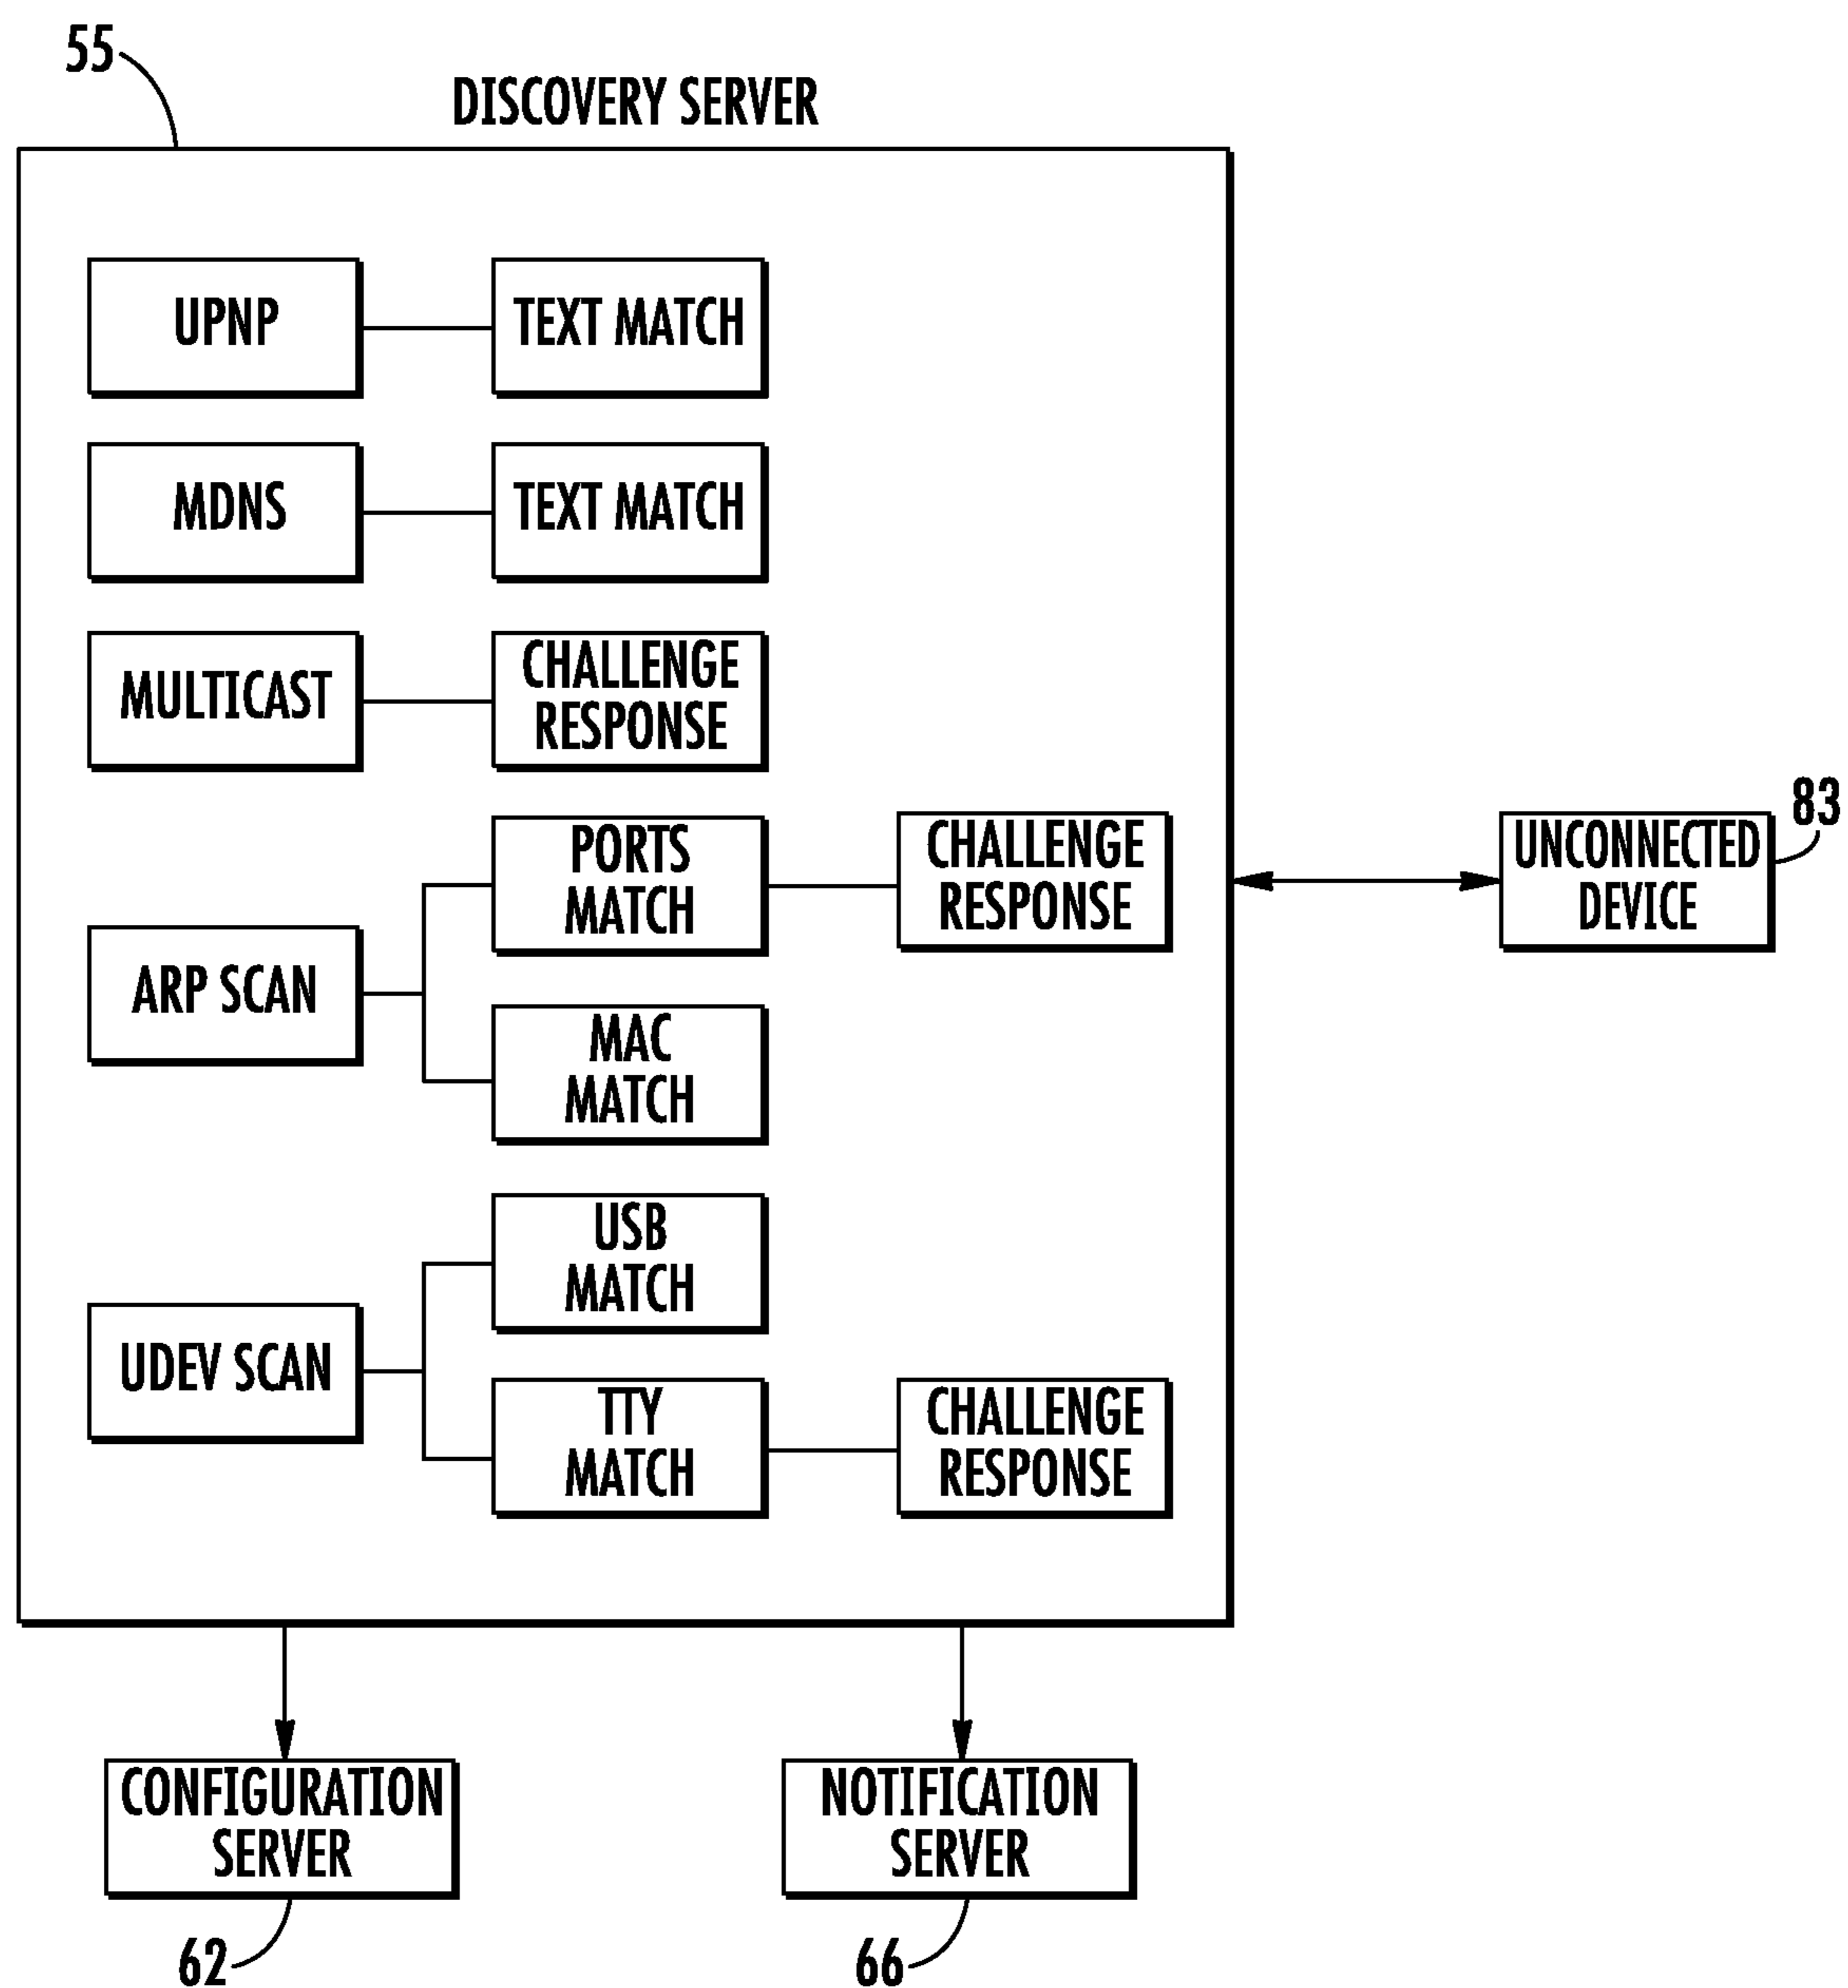 55
DISCOVERY SERVER
UPNP
TEXT MATCH
MDNS
TEXT MATCH
MULTICAST
CHALLENGE
RESPONSE
ARP SCAN
PORTS
MATCH
CHALLENGE
RESPONSE
MAC
MATCH
UDEV SCAN
USB
MATCH
TTY
MATCH
CHALLENGE
RESPONSE
83
UNCONNECTED
DEVICE
CONFIGURATION
SERVER
62
NOTIFICATION
SERVER
66